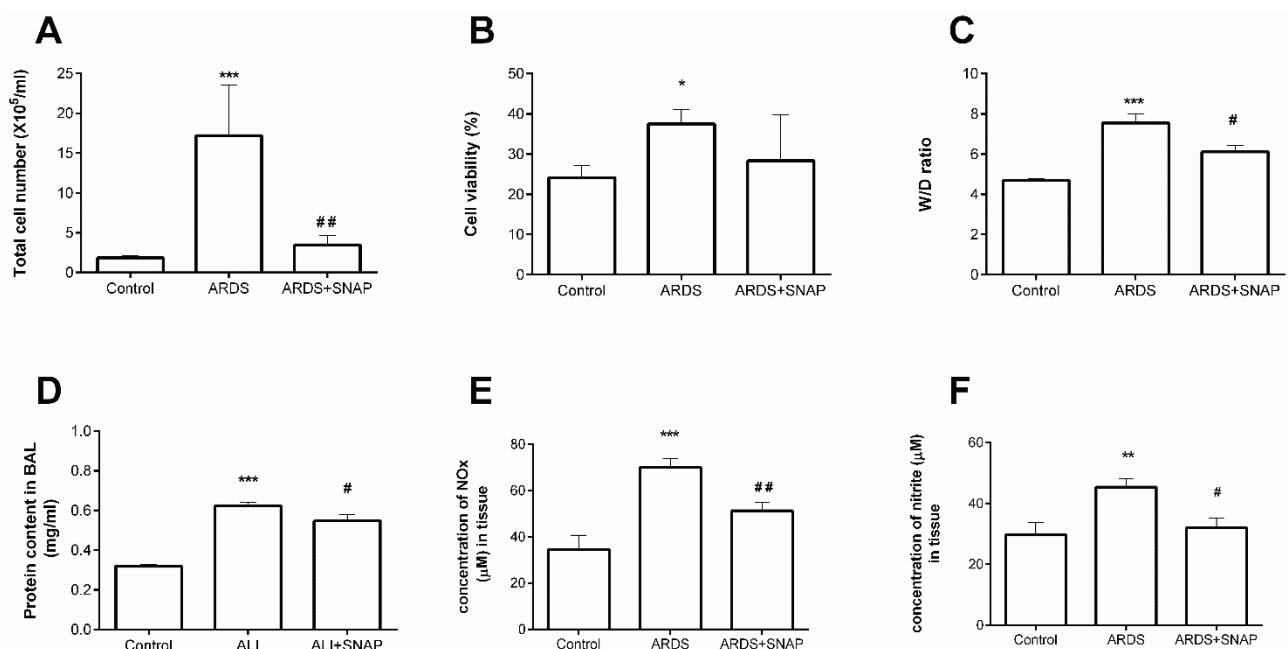 A
Total cell number (X10⁵/ml)
25
20
15
10
5
0
***
##
Control
ARDS
ARDS+SNAP
B
Cell viability (%)
50
40
30
20
10
0
*
Control
ARDS
ARDS+SNAP
C
W/D ratio
10
8
6
4
2
0
***
#
Control
ARDS
ARDS+SNAP
D
Protein content in BAL
(mg/ml)
1.0
0.8
0.6
0.4
0.2
0.0
***
#
Control
ALI
ALI+SNAP
E
concentration of NOx
(μM) in tissue
80
60
40
20
0
***
##
Control
ARDS
ARDS+SNAP
F
concentration of nitrite (μM)
in tissue
60
40
20
0
**
#
Control
ARDS
ARDS+SNAP